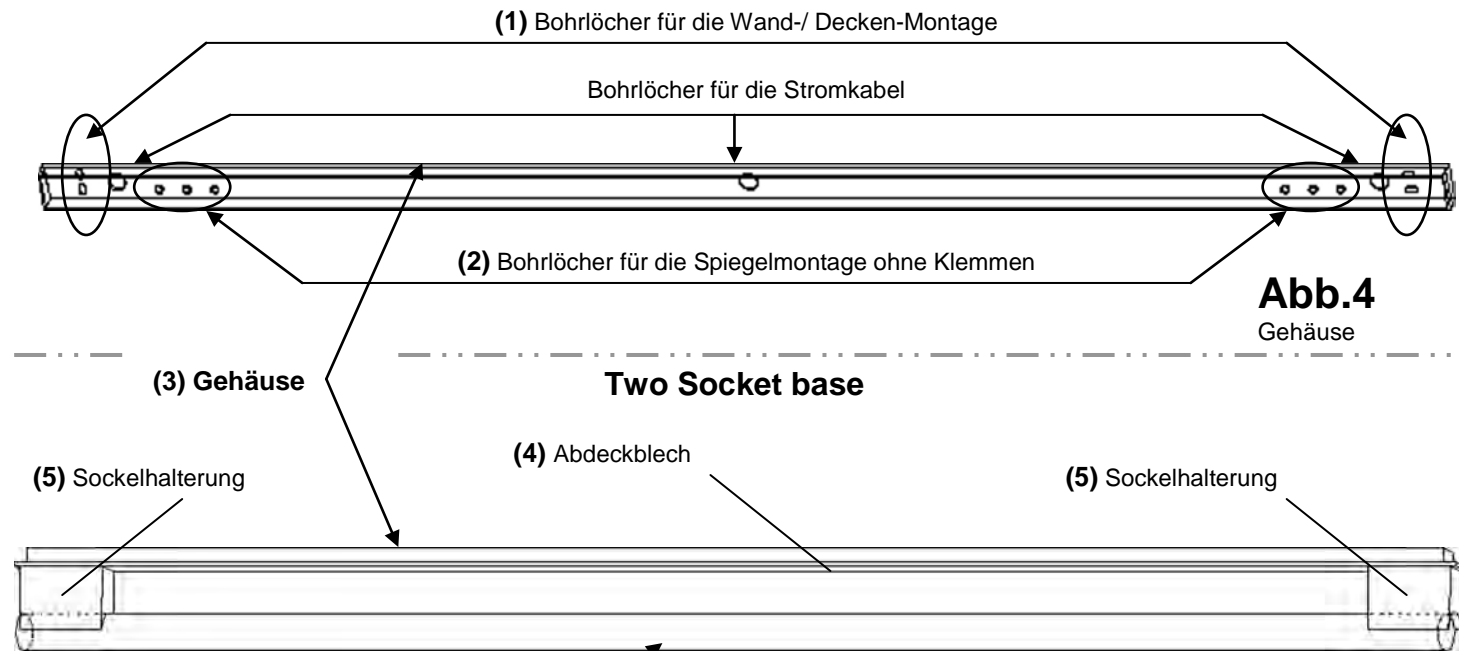 (1) Bohrlöcher für die Wand-/ Decken-Montage
Bohrlöcher für die Stromkabel
(2) Bohrlöcher für die Spiegelmontage ohne Klemmen
Abb.4
Gehäuse
(3) Gehäuse
Two Socket base
(4) Abdeckblech
(5) Sockelhalterung
(5) Sockelhalterung